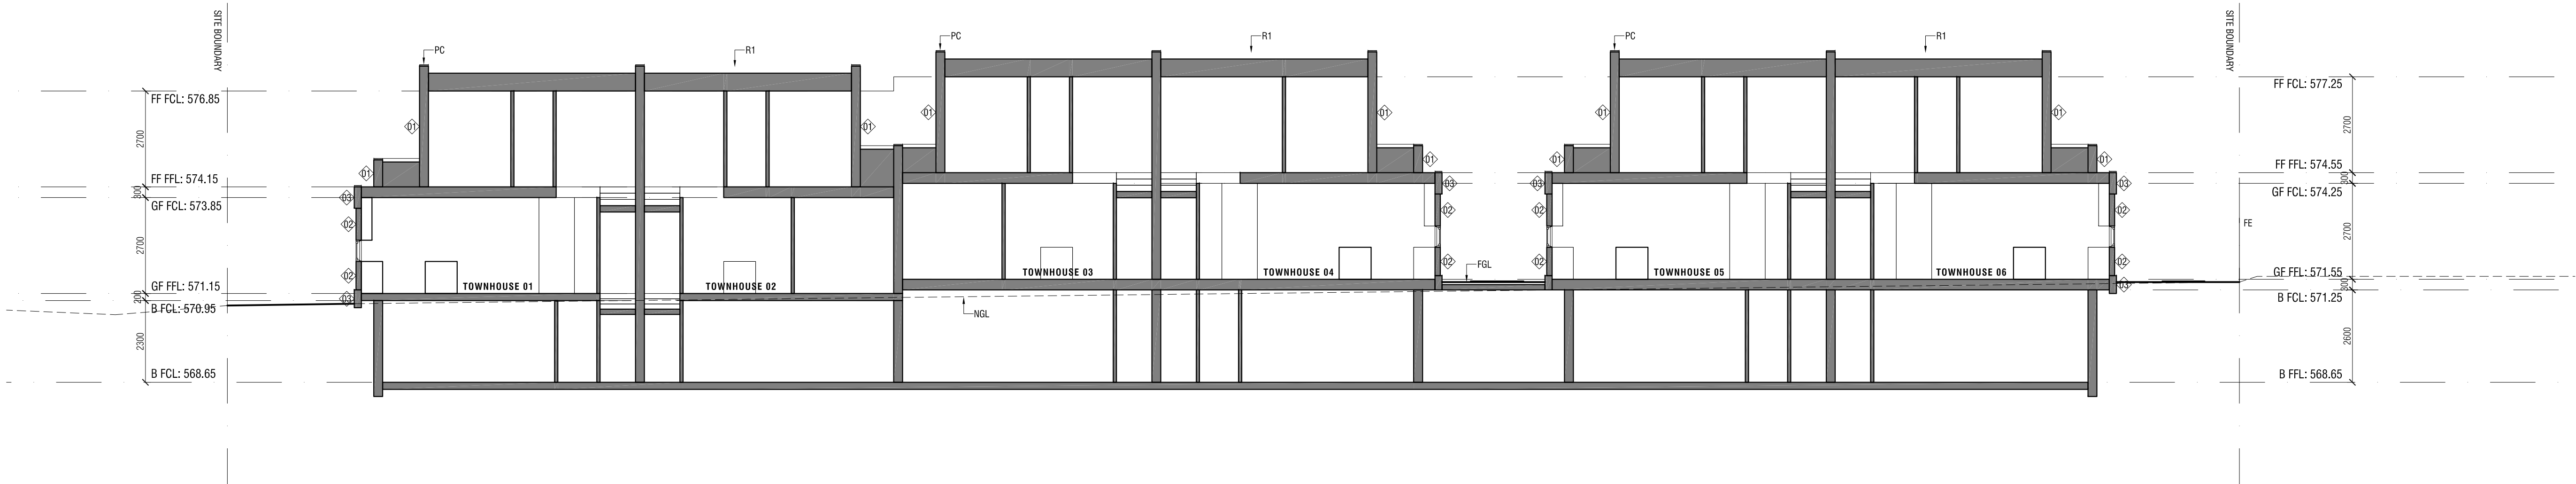 SITE BOUNDARY
SITE BOUNDARY
PC
R1
PC
R1
PC
R1
FF FCL: 576.85
2700
FF FFL: 574.15
300
GF FCL: 573.85
2700
GF FFL: 571.15
200
B FCL: 570.95
2300
B FCL: 568.65
FF FCL: 577.25
2700
FF FFL: 574.55
300
GF FCL: 574.25
2700
GF FFL: 571.55
300
B FCL: 571.25
2600
B FFL: 568.65
01
01
01
01
01
01
01
01
01
01
03
02
02
03
03
02
02
03
02
02
03
02
02
03
FE
FGL
NGL
TOWNHOUSE 01
TOWNHOUSE 02
TOWNHOUSE 03
TOWNHOUSE 04
TOWNHOUSE 05
TOWNHOUSE 06